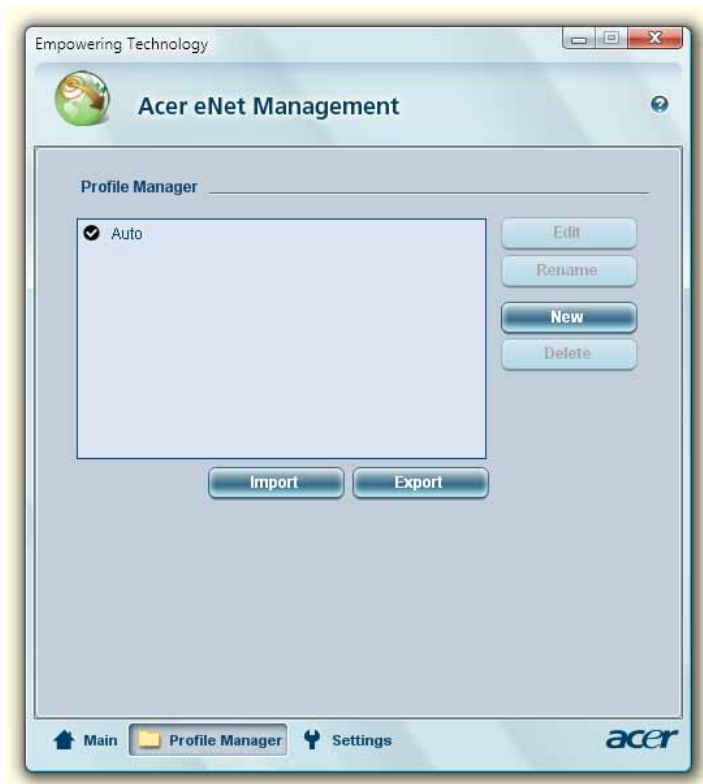 Empowering Technology
Acer eNet Management
Profile Manager
Auto
Edit
Rename
New
Delete
Import Export
Main Profile Manager Settings acer